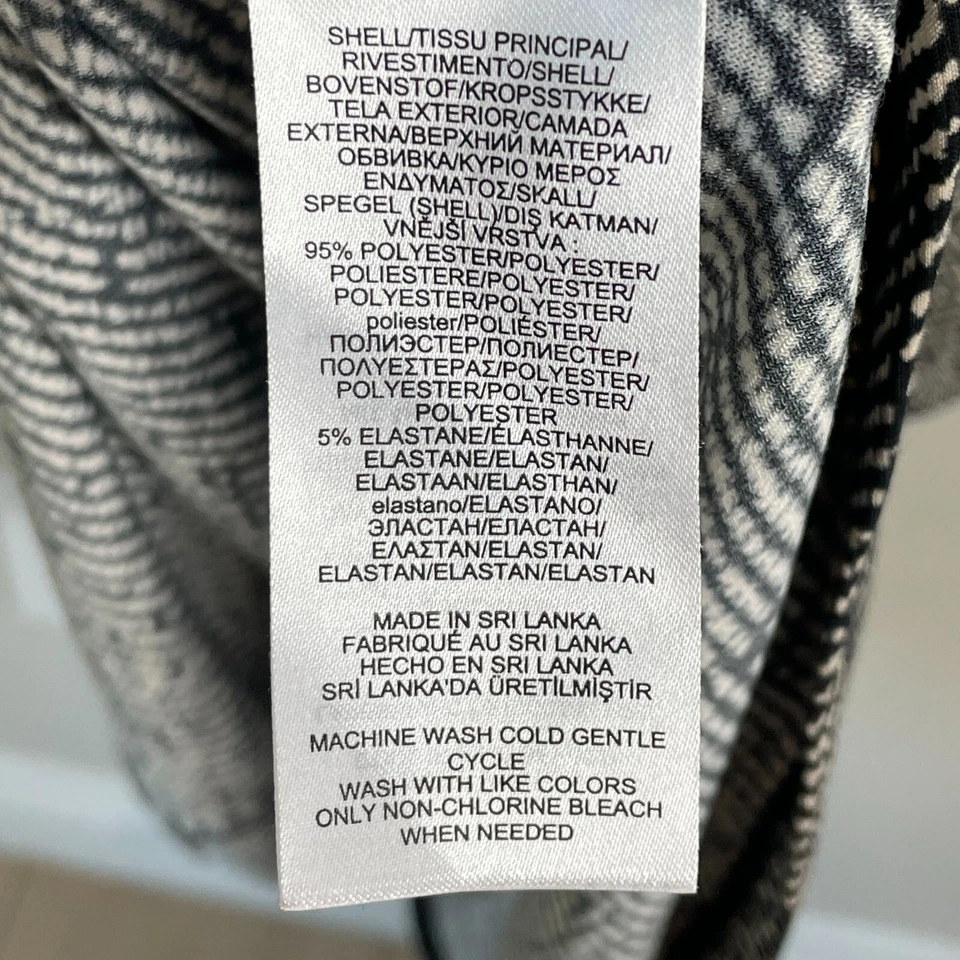 SHELL/TISSU PRINCIPAL/
RIVESTIMENTO/SHELL/
BOVENSTOF/KROPSSTYKKE/
TELA EXTERIOR/CAMADA
EXTERNA/ВЕРХНИЙ МАТЕРИАЛ/
ОБВИВКА/ΚΥΡΙΟ ΜΕΡΟΣ
ΕΝΔΥΜΑΤΟΣ/SKALL/
SPEGEL (SHELL)/DIŞ KATMAN/
VNĚJŠÍ VRSTVA :
95% POLYESTER/POLYESTER/
POLIESTERE/POLYESTER/
POLYESTER/POLYESTER/
poliester/POLIÉSTER/
ПОЛИЭСТЕР/ПОЛИЕСТЕР/
ΠΟΛΥΕΣΤΕΡΑΣ/POLYESTER/
POLYESTER/POLYESTER/
POLYESTER
5% ELASTANE/ÉLASTHANNE/
ELASTANE/ELASTAN/
ELASTAAN/ELASTHAN/
elastano/ELASTANO/
ЭЛАСТАН/ЕЛАСТАН/
ΕΛΑΣΤΑΝ/ELASTAN/
ELASTAN/ELASTAN/ELASTAN
MADE IN SRI LANKA
FABRIQUÉ AU SRI LANKA
HECHO EN SRI LANKA
SRİ LANKA'DA ÜRETİLMİŞTİR
MACHINE WASH COLD GENTLE
CYCLE
WASH WITH LIKE COLORS
ONLY NON-CHLORINE BLEACH
WHEN NEEDED